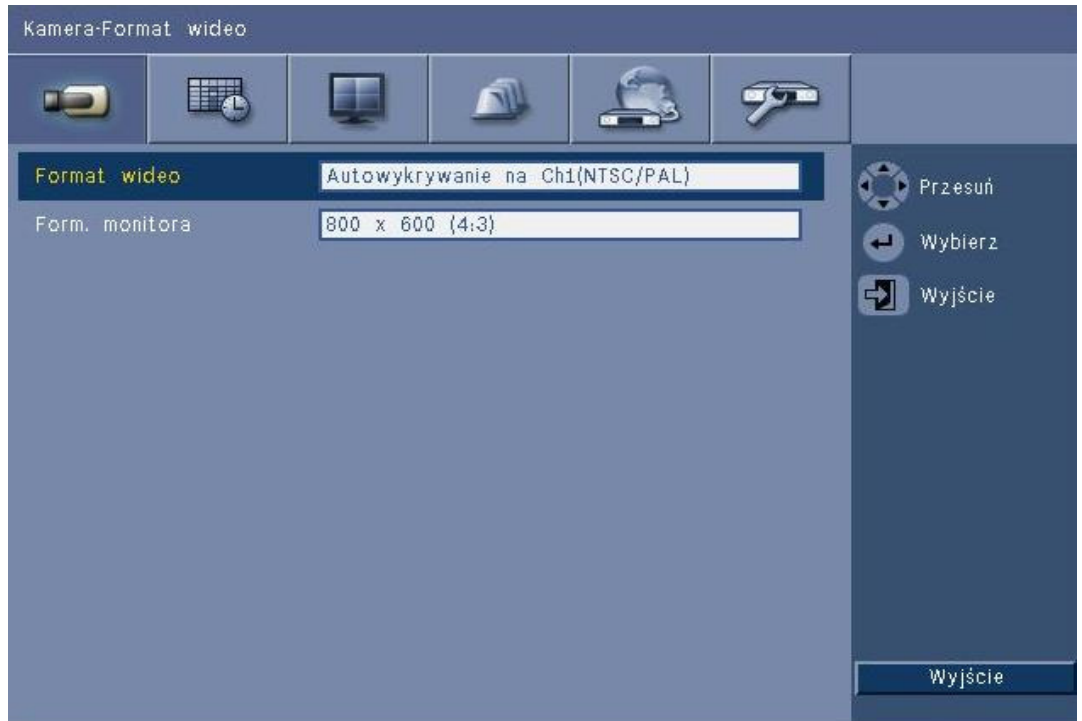 Kamera-Format wideo
Format wideo
Autowykrywanie na Ch1(NTSC/PAL)
Form. monitora
800 x 600 (4:3)
Przesuń
Wybierz
Wyjście
Wyjście